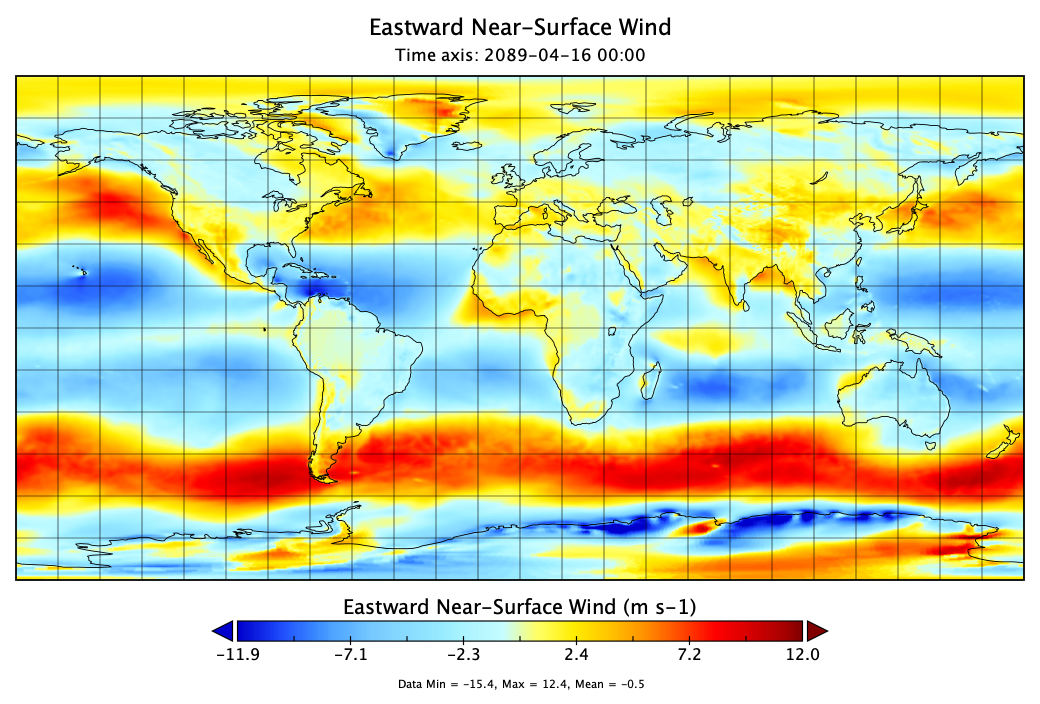 Eastward Near-Surface Wind
Time axis: 2089-04-16 00:00
Eastward Near-Surface Wind (m s-1)
-11.9 -7.1 -2.3 2.4 7.2 12.0
Data Min = -15.4, Max = 12.4, Mean = -0.5